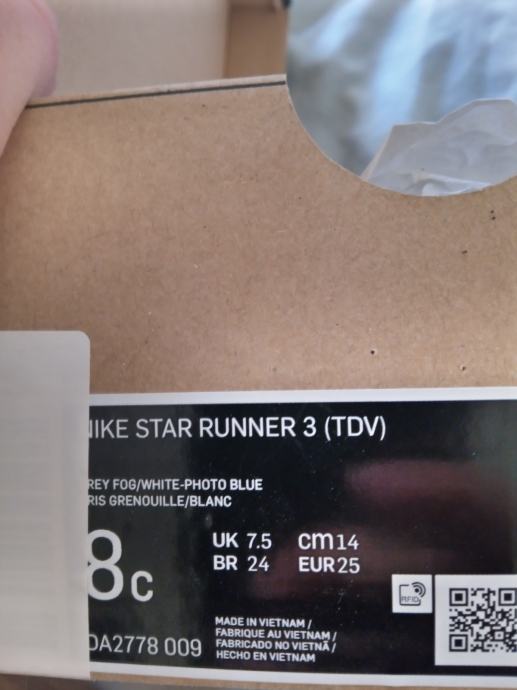 NIKE STAR RUNNER 3 (TDV)
REY FOG/WHITE-PHOTO BLUE
RIS GRENOUILLE/BLANC
8C
UK 7.5 cm 14
BR 24 EUR 25
RFID
DA2778 009
MADE IN VIETNAM /
FABRIQUE AU VIETNAM /
FABRICADO NO VIETNÃ /
HECHO EN VIETNAM